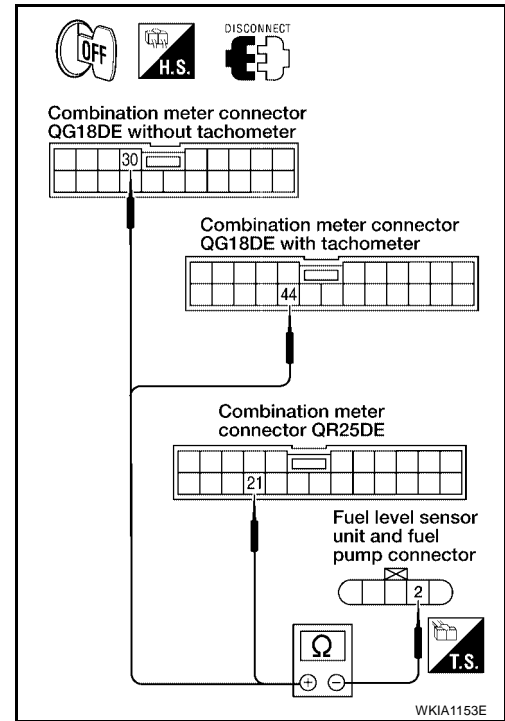 OFF
H.S.
DISCONNECT
Combination meter connector
QG18DE without tachometer
30
Combination meter connector
QG18DE with tachometer
44
Combination meter
connector QR25DE
21
Fuel level sensor
unit and fuel
pump connector
2
Ω
+ −
T.S.
WKIA1153E